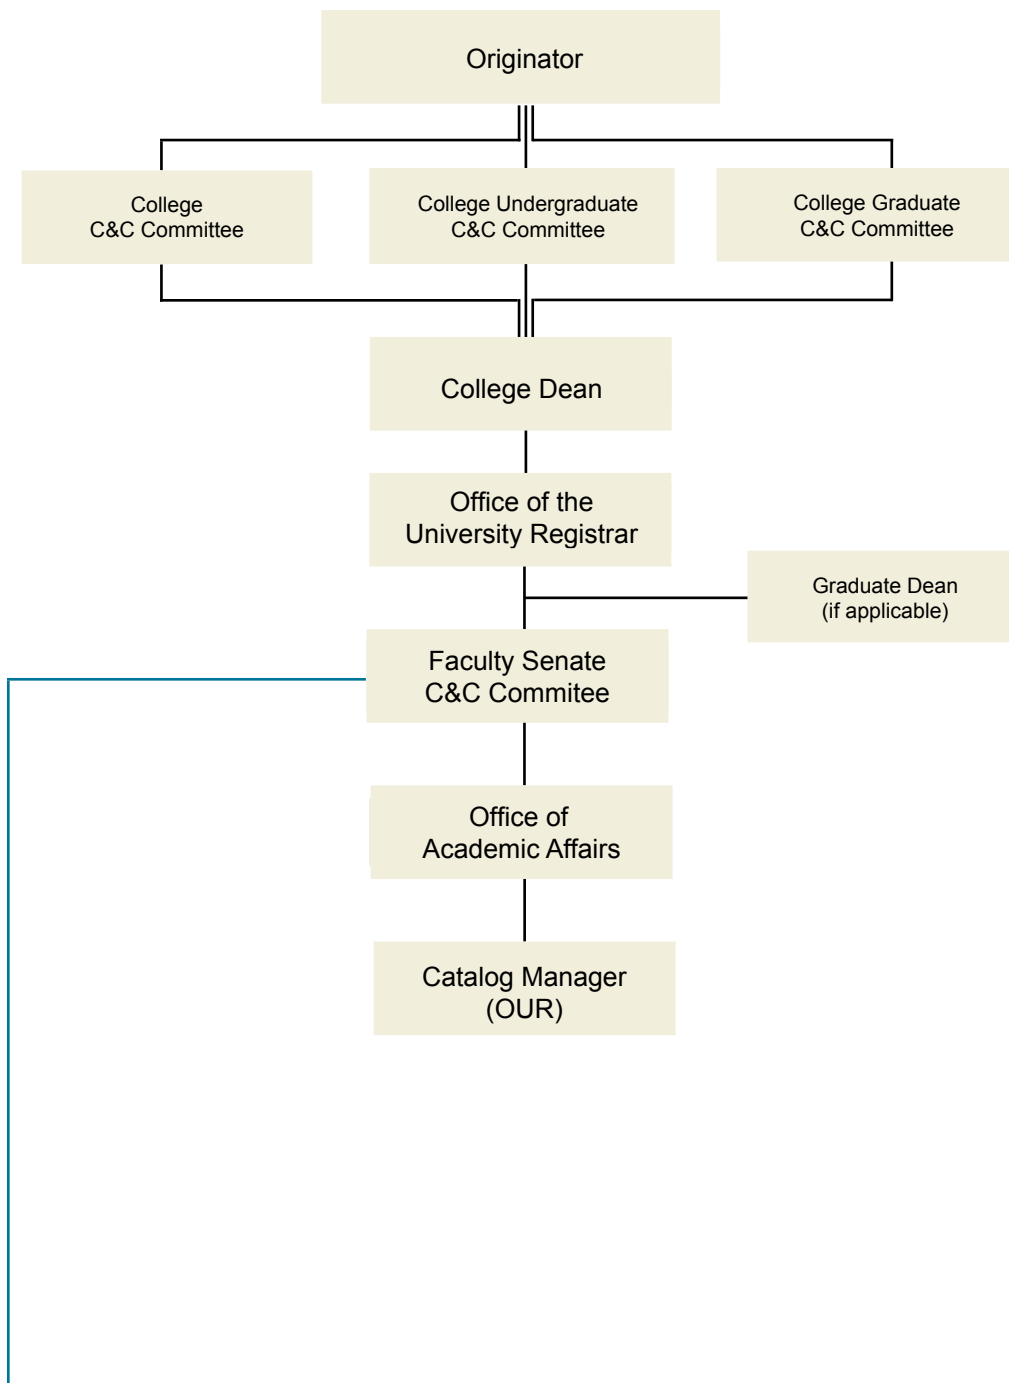 Originator
College
C&C Committee
College Undergraduate
C&C Committee
College Graduate
C&C Committee
College Dean
Office of the
University Registrar
Graduate Dean
(if applicable)
Faculty Senate
C&C Commitee
Office of
Academic Affairs
Catalog Manager
(OUR)